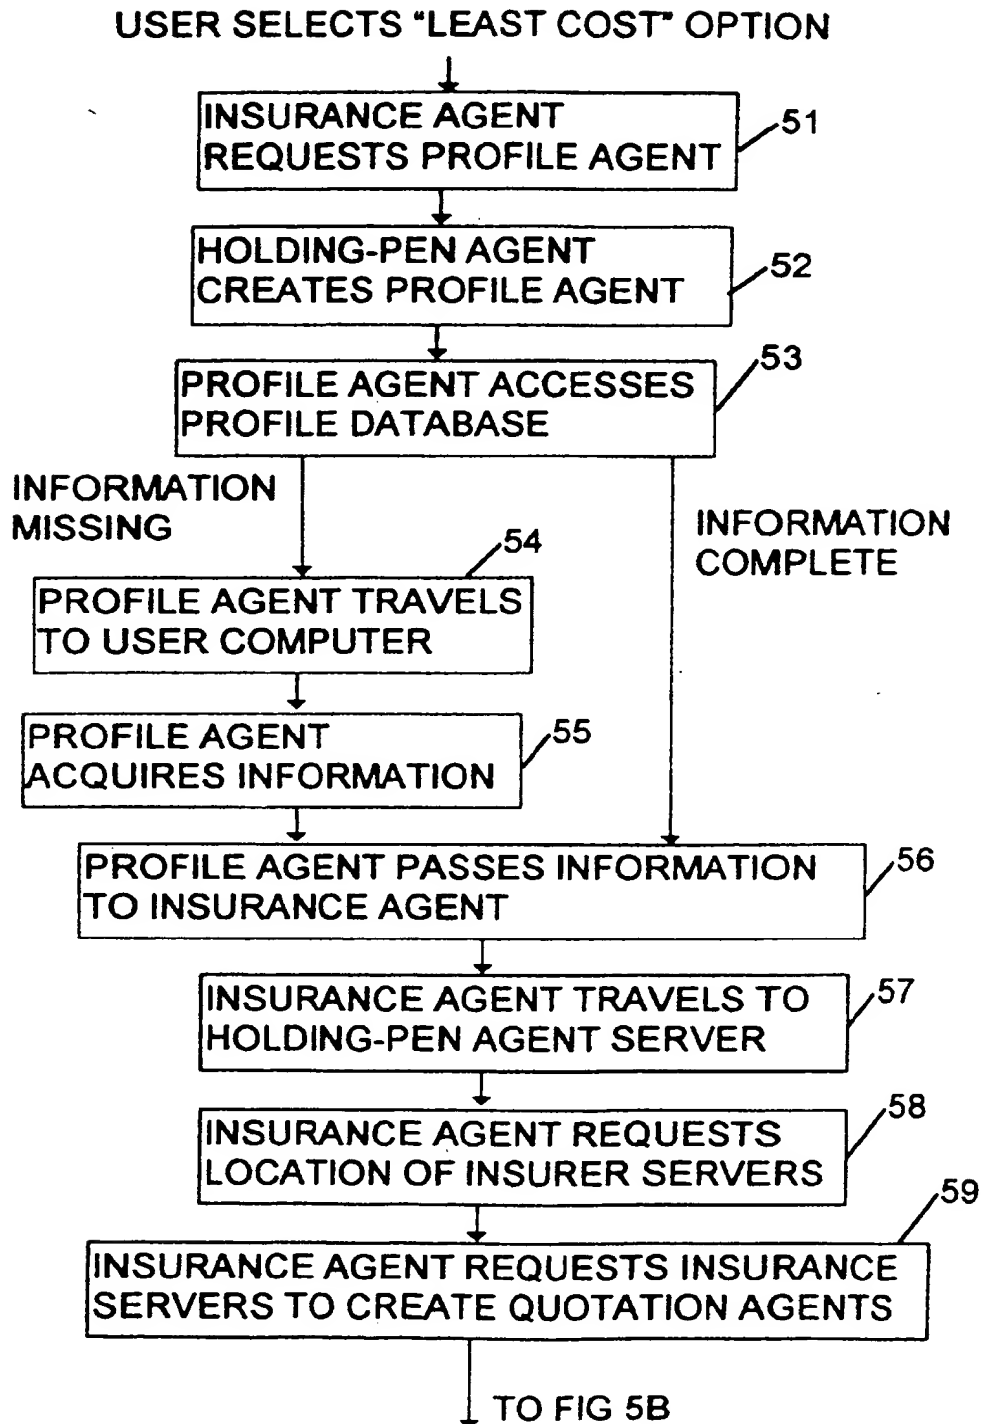 USER SELECTS "LEAST COST" OPTION
INSURANCE AGENT
REQUESTS PROFILE AGENT
51
HOLDING-PEN AGENT
CREATES PROFILE AGENT
52
PROFILE AGENT ACCESSES
PROFILE DATABASE
53
INFORMATION
MISSING
INFORMATION
COMPLETE
54
PROFILE AGENT TRAVELS
TO USER COMPUTER
PROFILE AGENT
ACQUIRES INFORMATION
55
PROFILE AGENT PASSES INFORMATION
TO INSURANCE AGENT
56
INSURANCE AGENT TRAVELS TO
HOLDING-PEN AGENT SERVER
57
INSURANCE AGENT REQUESTS
LOCATION OF INSURER SERVERS
58
INSURANCE AGENT REQUESTS INSURANCE
SERVERS TO CREATE QUOTATION AGENTS
59
TO FIG 5B